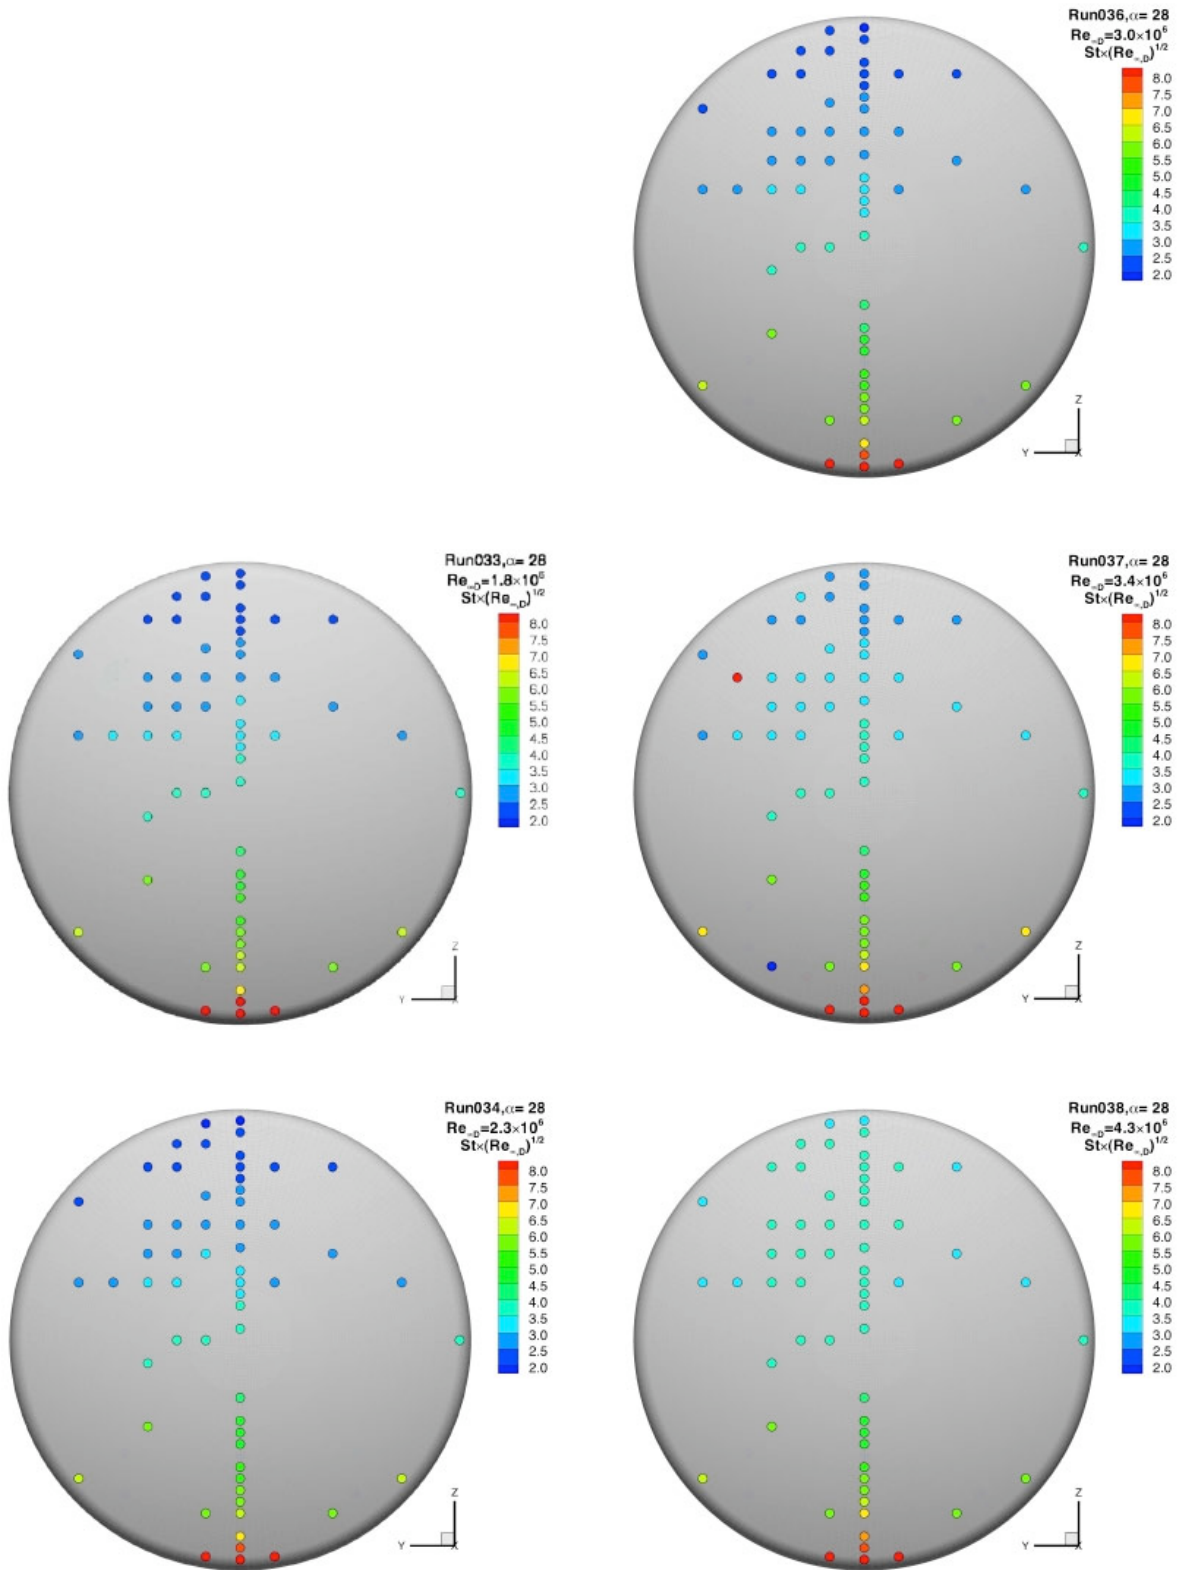 Run036,α= 28
Re∞D=3.0×10⁶
St×(Re∞,D)¹/²
8.0
7.5
7.0
6.5
6.0
5.5
5.0
4.5
4.0
3.5
3.0
2.5
2.0
Z
Y
X
Run033,α= 28
Re∞D=1.8×10⁶
St×(Re∞,D)¹/²
8.0
7.5
7.0
6.5
6.0
5.5
5.0
4.5
4.0
3.5
3.0
2.5
2.0
Z
Y
X
Run037,α= 28
Re∞D=3.4×10⁶
St×(Re∞,D)¹/²
8.0
7.5
7.0
6.5
6.0
5.5
5.0
4.5
4.0
3.5
3.0
2.5
2.0
Z
Y
X
Run034,α= 28
Re∞D=2.3×10⁶
St×(Re∞,D)¹/²
8.0
7.5
7.0
6.5
6.0
5.5
5.0
4.5
4.0
3.5
3.0
2.5
2.0
Z
Y
X
Run038,α= 28
Re∞D=4.3×10⁶
St×(Re∞,D)¹/²
8.0
7.5
7.0
6.5
6.0
5.5
5.0
4.5
4.0
3.5
3.0
2.5
2.0
Z
Y
X